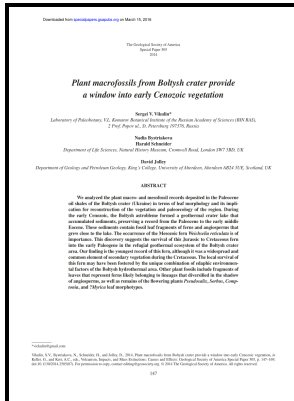 Downloaded from specialpapers.gsapubs.org on March 15, 2016
The Geological Society of America
Special Paper 505
2014
Plant macrofossils from Boltysh crater provide
a window into early Cenozoic vegetation
Sergei V. Vikulin*
Laboratory of Palaeobotany, V.L. Komarov Botanical Institute of the Russian Academy of Sciences (BIN RAS),
2 Prof. Popov ul., St. Petersburg 197376, Russia
Nadia Bystriakova
Harald Schneider
Department of Life Sciences, Natural History Museum, Cromwell Road, London SW7 5BD, UK
David Jolley
Department of Geology and Petroleum Geology, King's College, University of Aberdeen, Aberdeen AB24 3UE, Scotland, UK
ABSTRACT
We analyzed the plant macro- and mesofossil records deposited in the Paleocene
oil shales of the Boltysh crater (Ukraine) in terms of leaf morphology and its impli-
cation for reconstruction of the vegetation and paleoecology of the region. During
the early Cenozoic, the Boltysh astrobleme formed a geothermal crater lake that
accumulated sediments, preserving a record from the Paleocene to the early middle
Eocene. These sediments contain fossil leaf fragments of ferns and angiosperms that
grew close to the lake. The occurrence of the Mesozoic fern Weichselia reticulata is of
importance. This discovery suggests the survival of this Jurassic to Cretaceous fern
into the early Paleogene in the refugial geothermal ecosystem of the Boltysh crater
area. Our finding is the youngest record of this fern, although it was a widespread and
common element of secondary vegetation during the Cretaceous. The local survival of
this fern may have been fostered by the unique combination of edaphic environmen-
tal factors of the Boltysh hydrothermal area. Other plant fossils include fragments of
leaves that represent ferns likely belonging to lineages that diversified in the shadow
of angiosperms, as well as remains of the flowering plants Pseudosalix, Sorbus, Comp-
tonia, and ?Myrica leaf morphotypes.
*vickulin@gmail.com
147